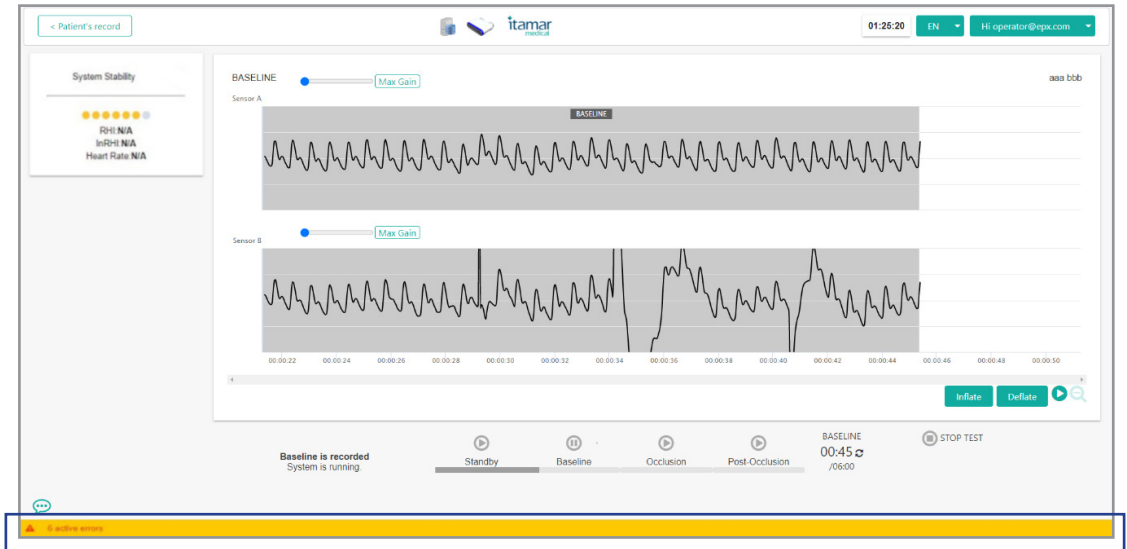 < Patient's record
itamar
medical
01:25:20
EN
Hi operator@epx.com
System Stability
RHI:N/A
lnRHI:N/A
Heart Rate:N/A
BASELINE
Max Gain
aaa bbb
Sensor A
BASELINE
Max Gain
Sensor B
00:00:22 00:00:24 00:00:26 00:00:28 00:00:30 00:00:32 00:00:34 00:00:36 00:00:38 00:00:40 00:00:42 00:00:44 00:00:46 00:00:48 00:00:50
Inflate Deflate
Baseline is recorded
System is running.
Standby Baseline Occlusion Post-Occlusion
BASELINE
00:45
/06:00
STOP TEST
6 active errors